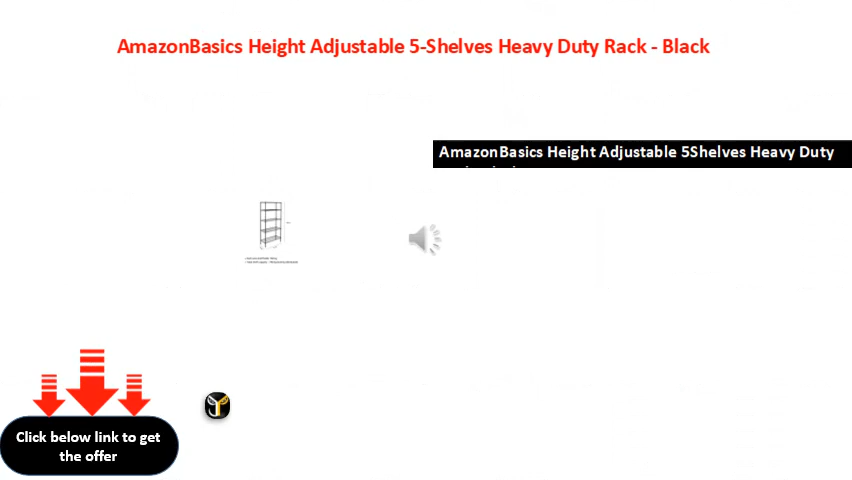 AmazonBasics Height Adjustable 5-Shelves Heavy Duty Rack - Black
AmazonBasics Height Adjustable 5Shelves Heavy Duty
Click below link to get
the offer